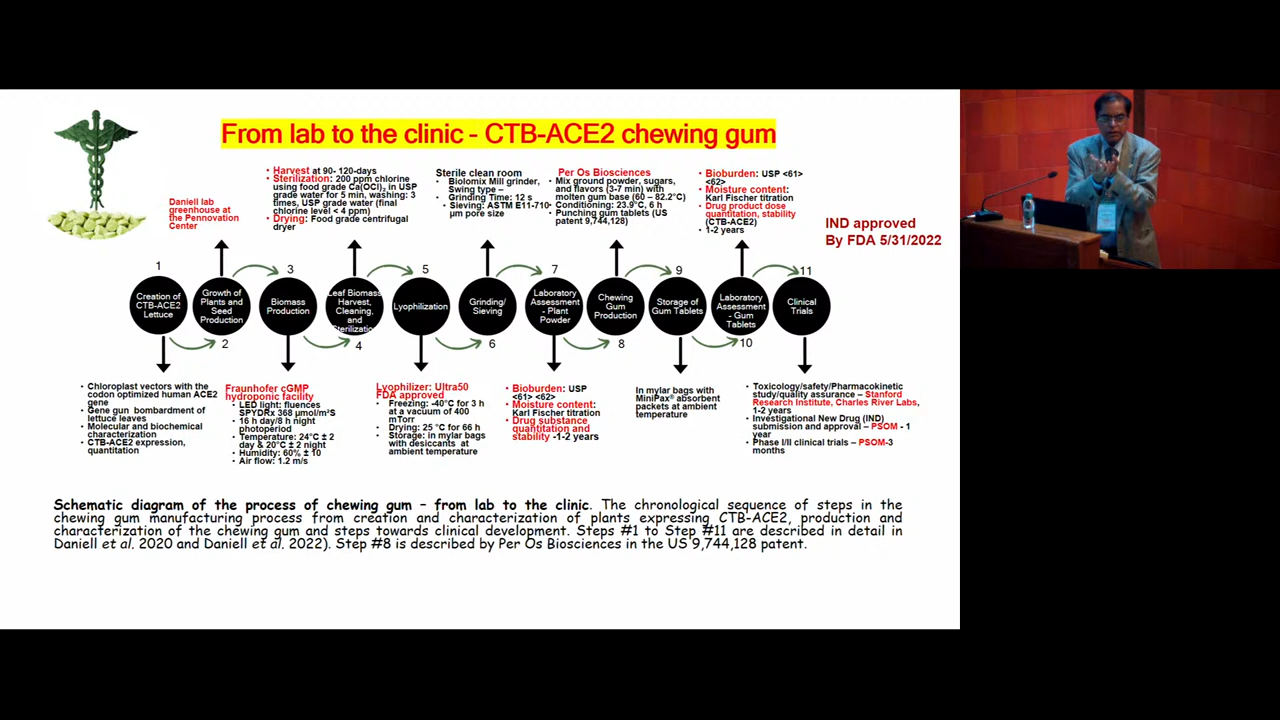 From lab to the clinic - CTB-ACE2 chewing gum
Daniell lab
greenhouse at
the Pennovation
Center
• Harvest at 90- 120-days
• Sterilization: 200 ppm chlorine
using food grade Ca(OCl)2 in USP
grade water for 5 min, washing: 3
times, USP grade water (final
chlorine level < 4 ppm)
• Drying: Food grade centrifugal
dryer
Sterile clean room
• Biolomix Mill grinder,
Swing type –
• Grinding Time: 12 s
• Sieving: ASTM E11-710-
µm pore size
Per Os Biosciences
• Mix ground powder, sugars,
and flavors (3-7 min) with
molten gum base (60 – 82.2°C)
• Conditioning: 23.9°C, 6 h
• Punching gum tablets (US
patent 9,744,128)
• Bioburden: USP <61>
<62>
• Moisture content:
Karl Fischer titration
• Drug product dose
quantitation, stability
(CTB-ACE2)
• 1-2 years
IND approved
By FDA 5/31/2022
1
3
5
7
9
11
Creation of
CTB-ACE2
Lettuce
Growth of
Plants and
Seed
Production
Biomass
Production
Leaf Biomass
Harvest,
Cleaning,
and
Sterilization
Lyophilization
Grinding/
Sieving
Laboratory
Assessment
- Plant
Powder
Chewing
Gum
Production
Storage of
Gum Tablets
Laboratory
Assessment
- Gum
Tablets
Clinical
Trials
2
4
6
8
10
• Chloroplast vectors with the
codon optimized human ACE2
gene
• Gene gun bombardment of
lettuce leaves
• Molecular and biochemical
characterization
• CTB-ACE2 expression,
quantitation
Fraunhofer cGMP
hydroponic facility
• LED light: fluences
SPYDRx 368 µmol/m²S
• 16 h day/8 h night
photoperiod
• Temperature: 24°C ± 2
day & 20°C ± 2 night
• Humidity: 60% ± 10
• Air flow: 1.2 m/s
Lyophilizer: Ultra50
FDA approved
• Freezing: -40°C for 3 h
at a vacuum of 400
mTorr
• Drying: 25 °C for 66 h
• Storage: in mylar bags
with desiccants at
ambient temperature
• Bioburden: USP
<61> <62>
• Moisture content:
Karl Fischer titration
• Drug substance
quantitation and
stability -1-2 years
In mylar bags with
MiniPax® absorbent
packets at ambient
temperature
• Toxicology/safety/Pharmacokinetic
study/quality assurance – Stanford
Research Institute, Charles River Labs,
1-2 years
• Investigational New Drug (IND)
submission and approval – PSOM - 1
year
• Phase I/II clinical trials – PSOM-3
months
Schematic diagram of the process of chewing gum – from lab to the clinic. The chronological sequence of steps in the
chewing gum manufacturing process from creation and characterization of plants expressing CTB-ACE2, production and
characterization of the chewing gum and steps towards clinical development. Steps #1 to Step #11 are described in detail in
Daniell et al. 2020 and Daniell et al. 2022). Step #8 is described by Per Os Biosciences in the US 9,744,128 patent.